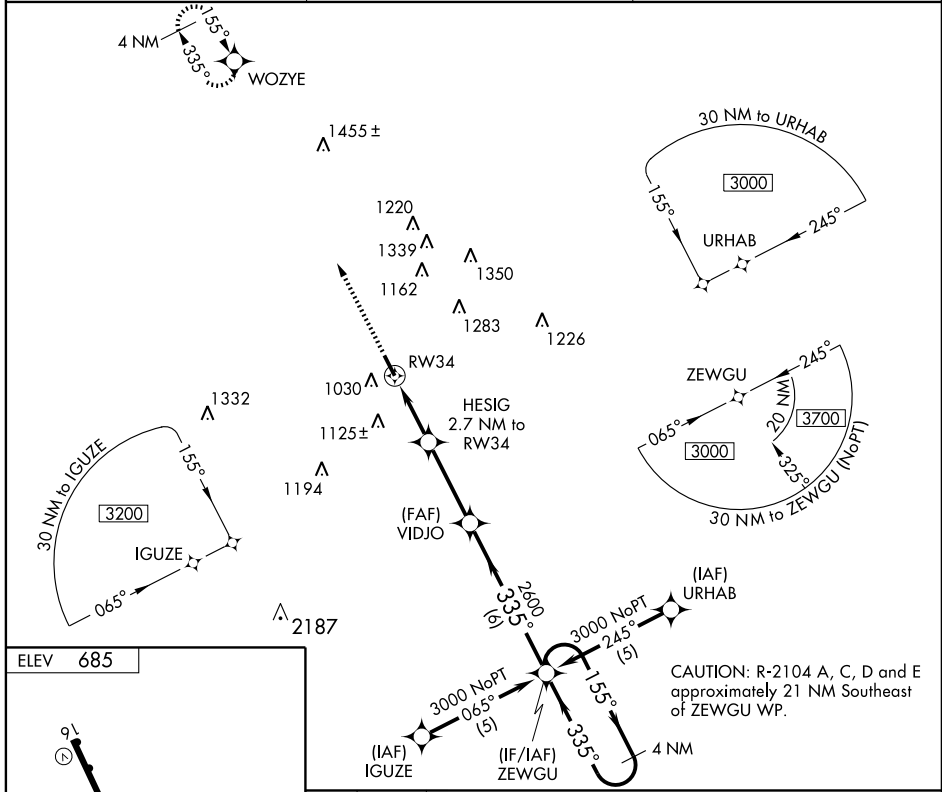 155°
4 NM
335°
WOZYE
1455 ±
30 NM to URHAB
3000
155°
245°
URHAB
1220
1339
1162
1350
1283
1226
RW34
1030
1332
1125±
1194
HESIG
2.7 NM to
RW34
ZEWGU
245°
065°
20 NM
3700
3000
325°
30 NM to ZEWGU (NoPT)
30 NM to IGUZE
155°
3200
IGUZE
065°
(FAF)
VIDJO
2187
2600
335°
(6)
(IAF)
URHAB
3000 NoPT
245°
(5)
3000 NoPT
065°
(5)
155°
335°
4 NM
(IAF)
IGUZE
(IF/IAF)
ZEWGU
CAUTION: R-2104 A, C, D and E
approximately 21 NM Southeast
of ZEWGU WP.
ELEV 685
16
V